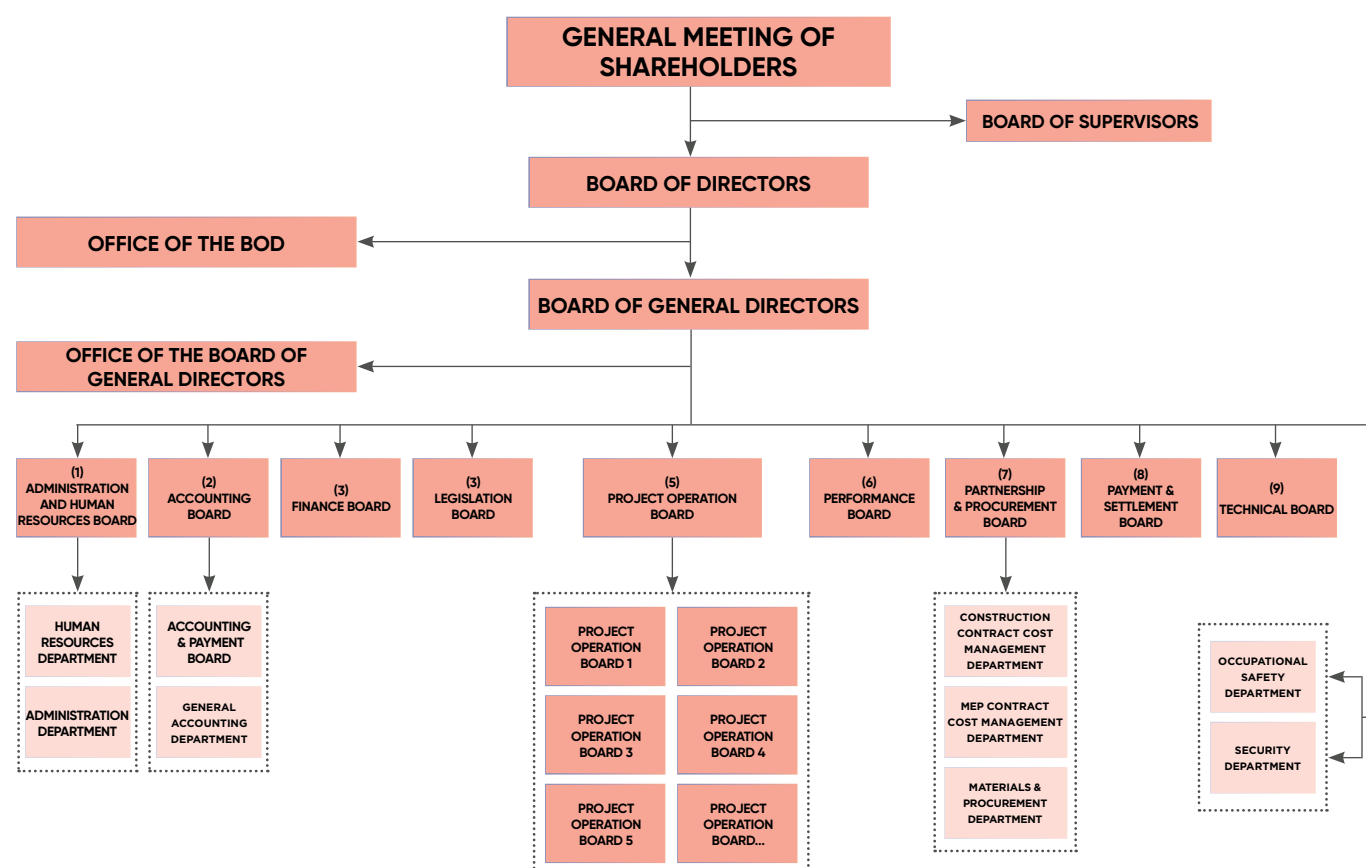 GENERAL MEETING OF
SHAREHOLDERS
BOARD OF SUPERVISORS
BOARD OF DIRECTORS
OFFICE OF THE BOD
BOARD OF GENERAL DIRECTORS
OFFICE OF THE BOARD OF
GENERAL DIRECTORS
(1)
ADMINISTRATION
AND HUMAN
RESOURCES BOARD
(2)
ACCOUNTING
BOARD
(3)
FINANCE BOARD
(3)
LEGISLATION
BOARD
(5)
PROJECT OPERATION
BOARD
(6)
PERFORMANCE
BOARD
(7)
PARTNERSHIP
& PROCUREMENT
BOARD
(8)
PAYMENT &
SETTLEMENT
BOARD
(9)
TECHNICAL BOARD
HUMAN
RESOURCES
DEPARTMENT
ADMINISTRATION
DEPARTMENT
ACCOUNTING
& PAYMENT
BOARD
GENERAL
ACCOUNTING
DEPARTMENT
PROJECT
OPERATION
BOARD 1
PROJECT
OPERATION
BOARD 2
PROJECT
OPERATION
BOARD 3
PROJECT
OPERATION
BOARD 4
PROJECT
OPERATION
BOARD 5
PROJECT
OPERATION
BOARD...
CONSTRUCTION
CONTRACT COST
MANAGEMENT
DEPARTMENT
MEP CONTRACT
COST MANAGEMENT
DEPARTMENT
MATERIALS &
PROCUREMENT
DEPARTMENT
OCCUPATIONAL
SAFETY
DEPARTMENT
SECURITY
DEPARTMENT